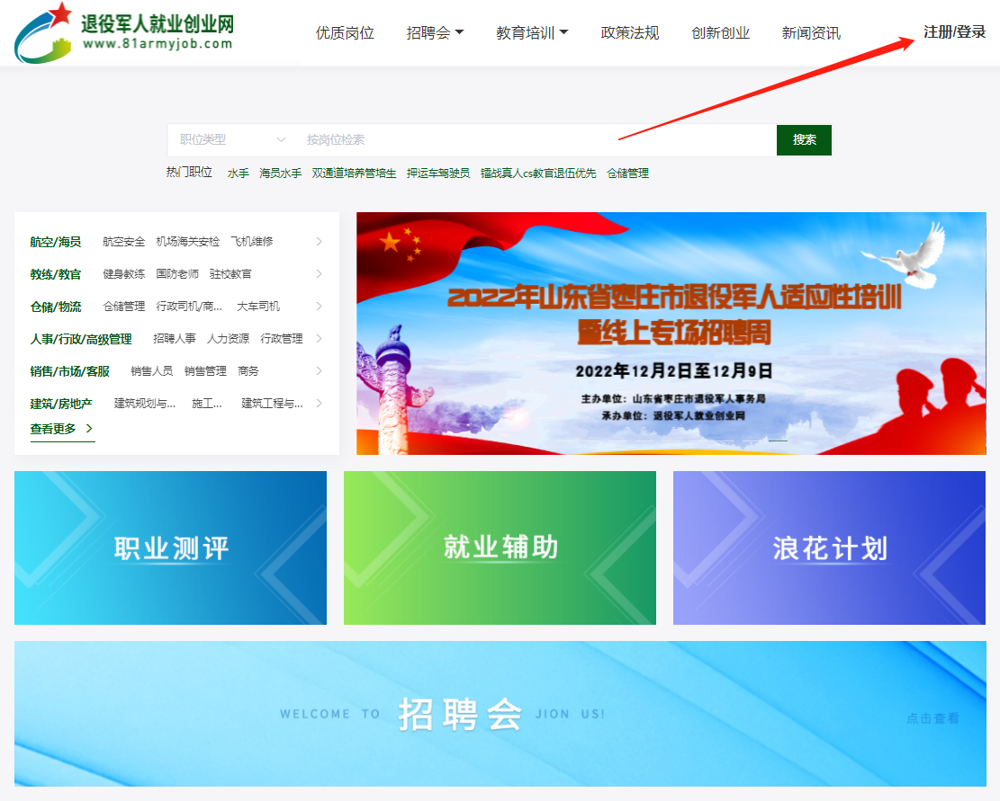 退役军人就业创业网
www.81armyjob.com
优质岗位 招聘会 教育培训 政策法规 创新创业 新闻资讯 注册/登录
职位类型 按岗位检索 搜索
热门职位 水手 海员水手 双通道培养管培生 押运车驾驶员 镭战真人cs教官退伍优先 仓储管理
航空/海员 航空安全 机场海关安检 飞机维修
教练/教官 健身教练 国防老师 驻校教官
仓储/物流 仓储管理 行政司机/商... 大车司机
人事/行政/高级管理 招聘人事 人力资源 行政管理
销售/市场/客服 销售人员 销售管理 商务
建筑/房地产 建筑规划与... 施工... 建筑工程与...
查看更多
2022年山东省枣庄市退役军人适应性培训
暨线上专场招聘周
2022年12月2日至12月9日
主办单位：山东省枣庄市退役军人事务局
承办单位：退役军人就业创业网
职业测评 就业辅助 浪花计划
WELCOME TO 招聘会 JION US!
点击查看